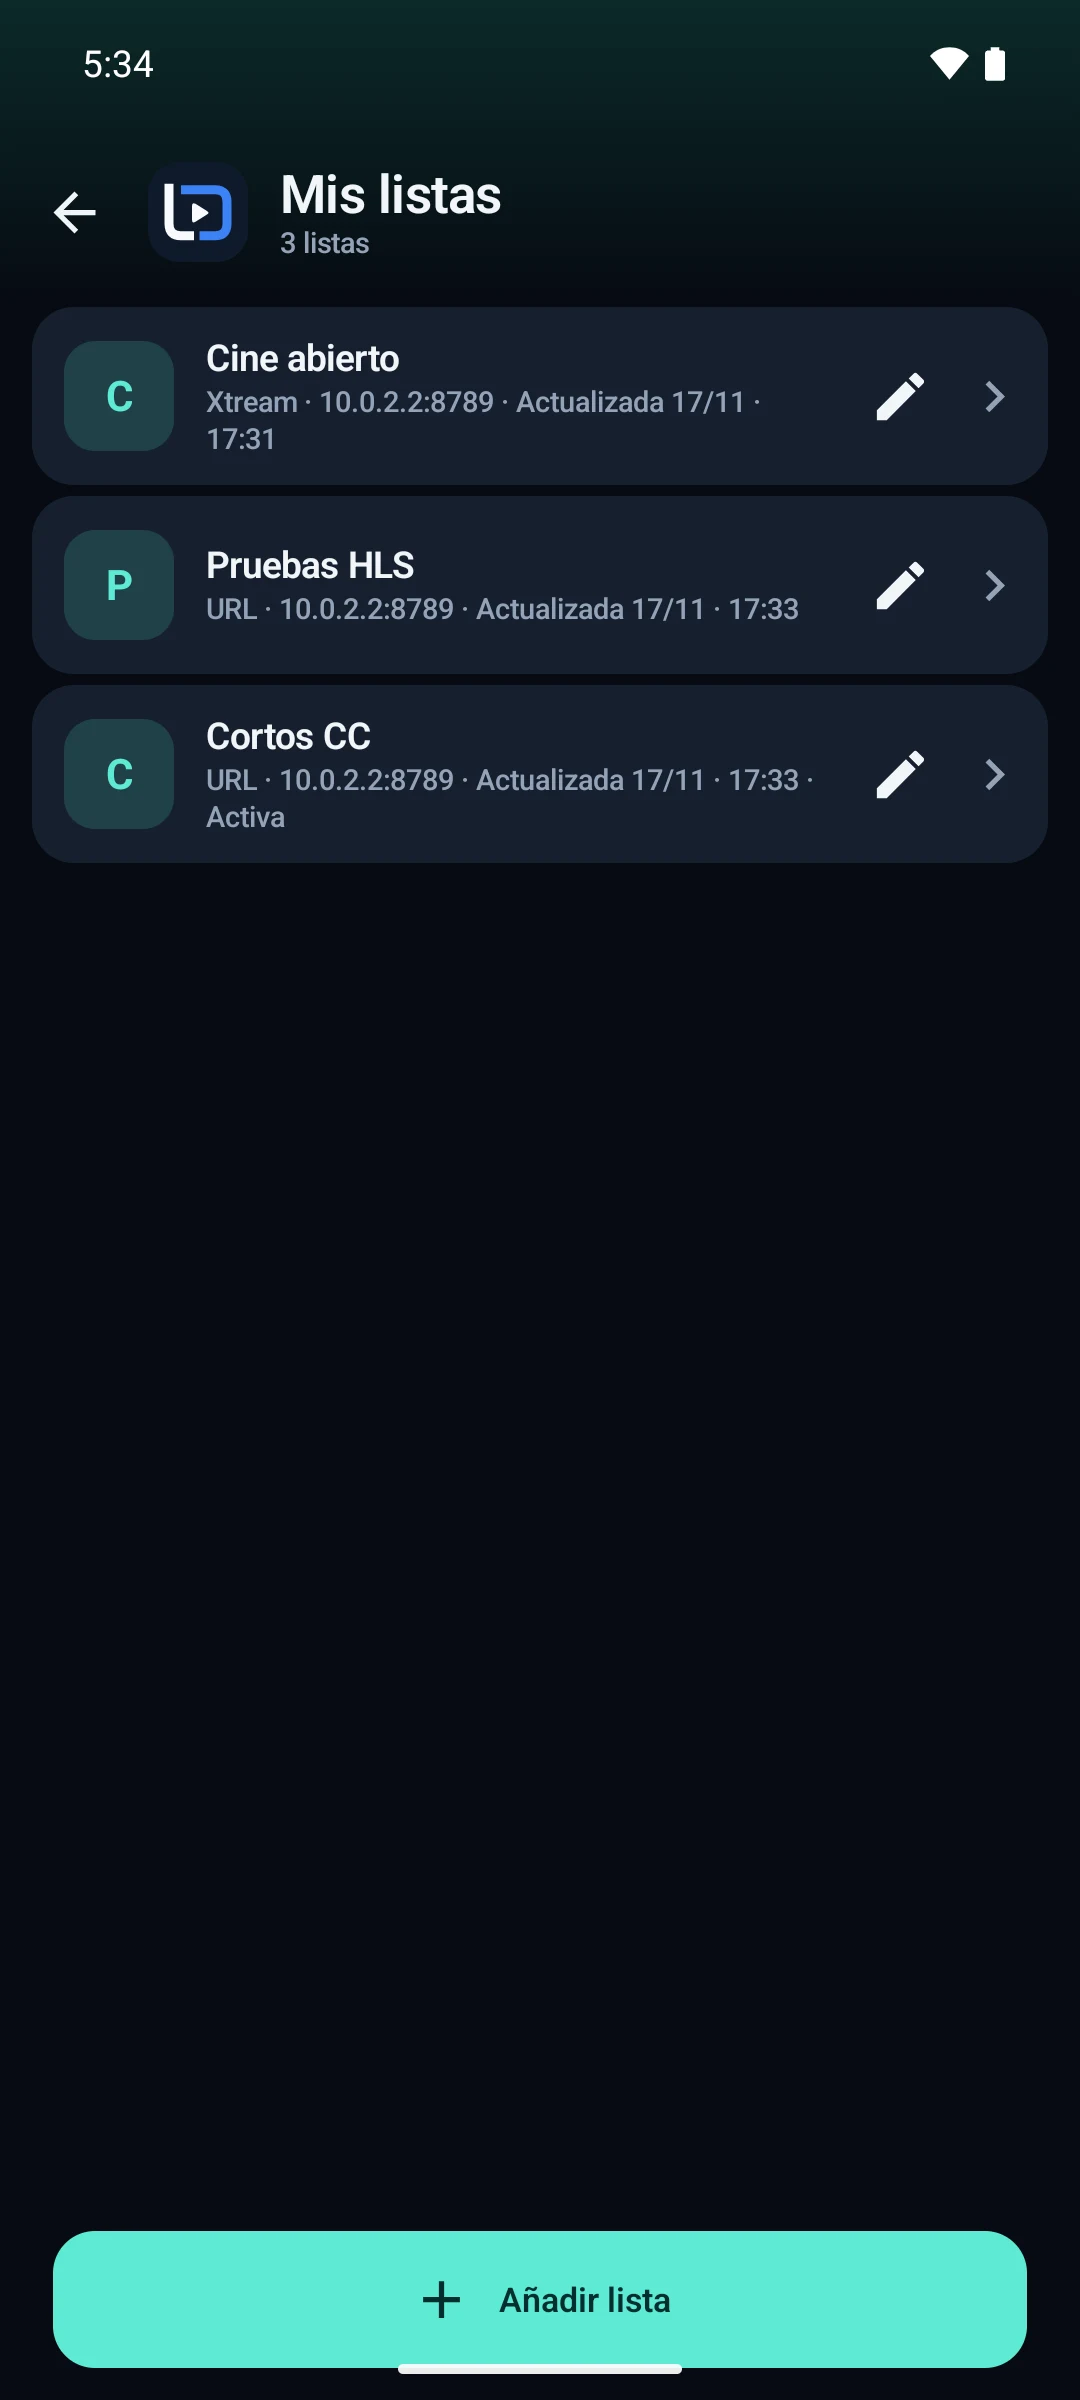 5:34
Mis listas
3 listas
C
Cine abierto
Xtream · 10.0.2.2:8789 · Actualizada 17/11 ·
17:31
P
Pruebas HLS
URL · 10.0.2.2:8789 · Actualizada 17/11 · 17:33
C
Cortos CC
URL · 10.0.2.2:8789 · Actualizada 17/11 · 17:33 ·
Activa
Añadir lista